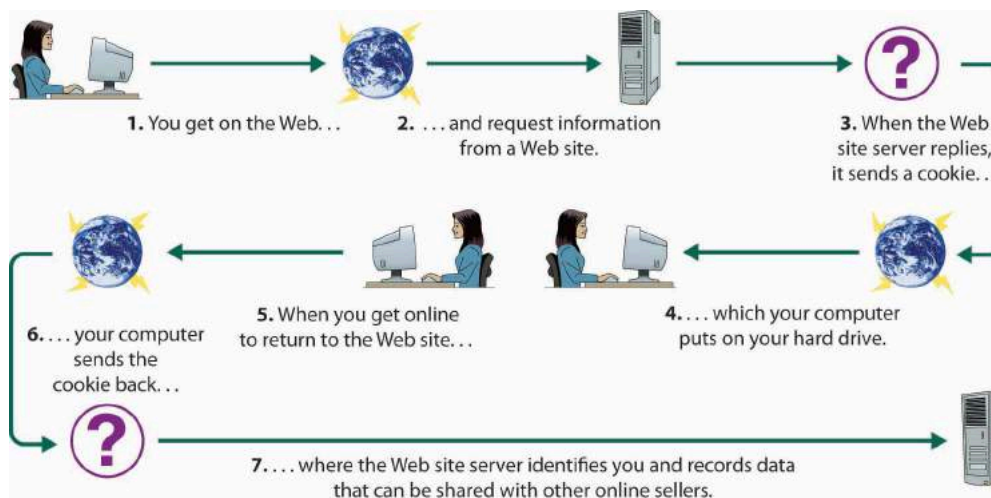 ?
1. You get on the Web. . .
2. . . . and request information
from a Web site.
3. When the Web
site server replies,
it sends a cookie. . .
4. . . . which your computer
puts on your hard drive.
5. When you get online
to return to the Web site. . .
6. . . . your computer
sends the
cookie back. . .
?
7. . . . where the Web site server identifies you and records data
that can be shared with other online sellers.